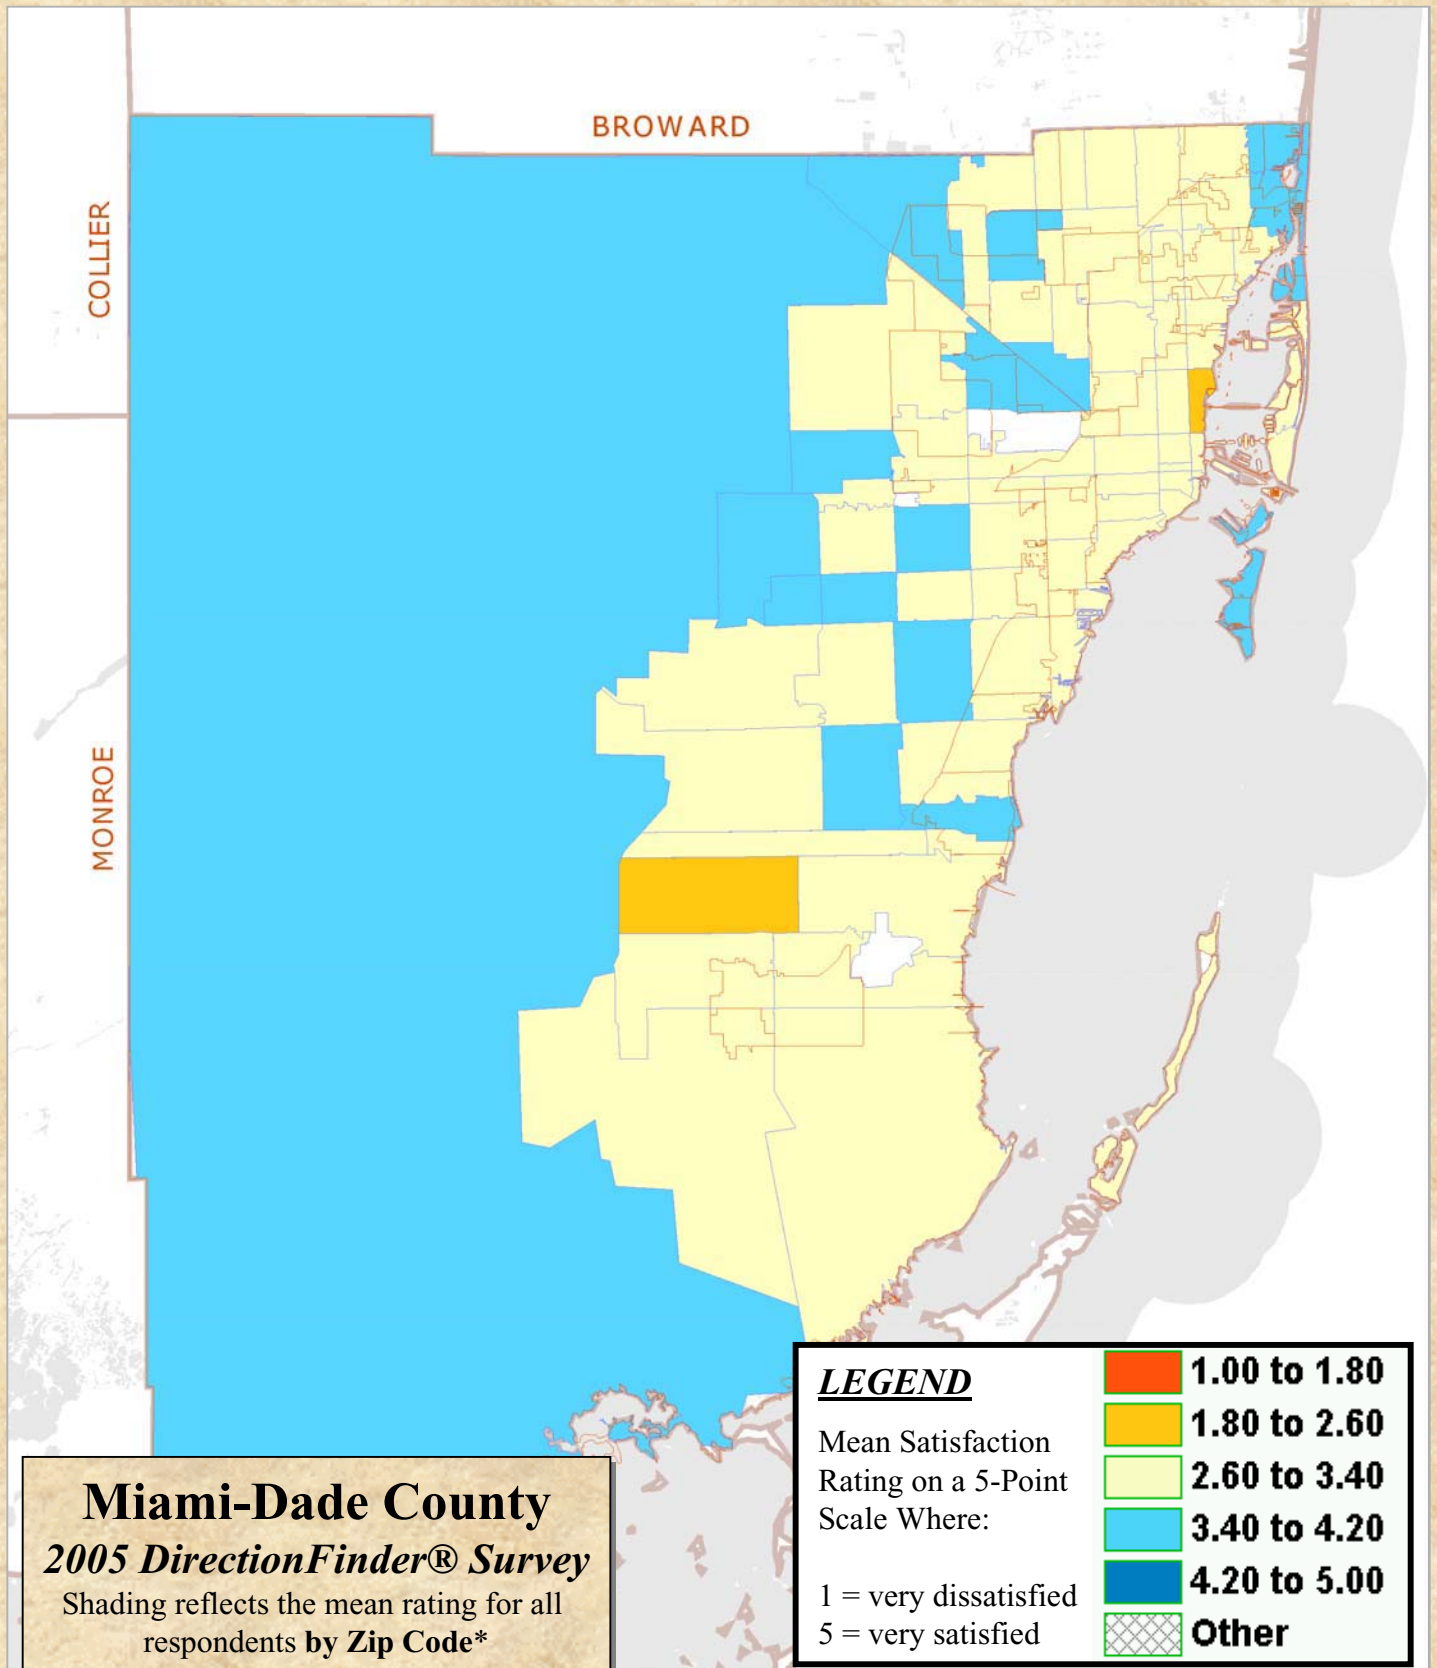 BROWARD
COLLIER
MONROE
LEGEND
Mean Satisfaction
Rating on a 5-Point
Scale Where:
1 = very dissatisfied
5 = very satisfied
1.00 to 1.80
1.80 to 2.60
2.60 to 3.40
3.40 to 4.20
4.20 to 5.00
Other
Miami-Dade County
2005 DirectionFinder® Survey
Shading reflects the mean rating for all
respondents by Zip Code*